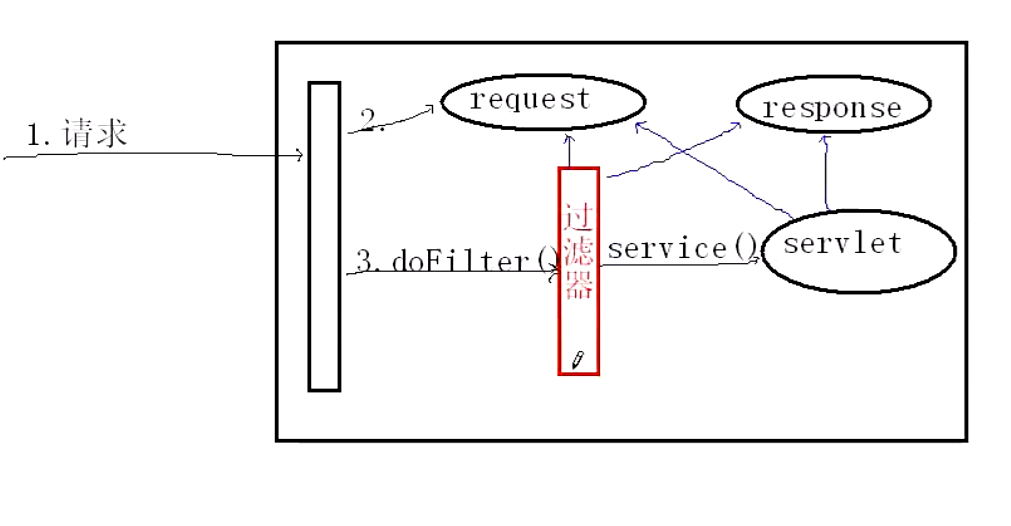 1.请求
2.
request
response
3.doFilter()
过滤器
service()
servlet